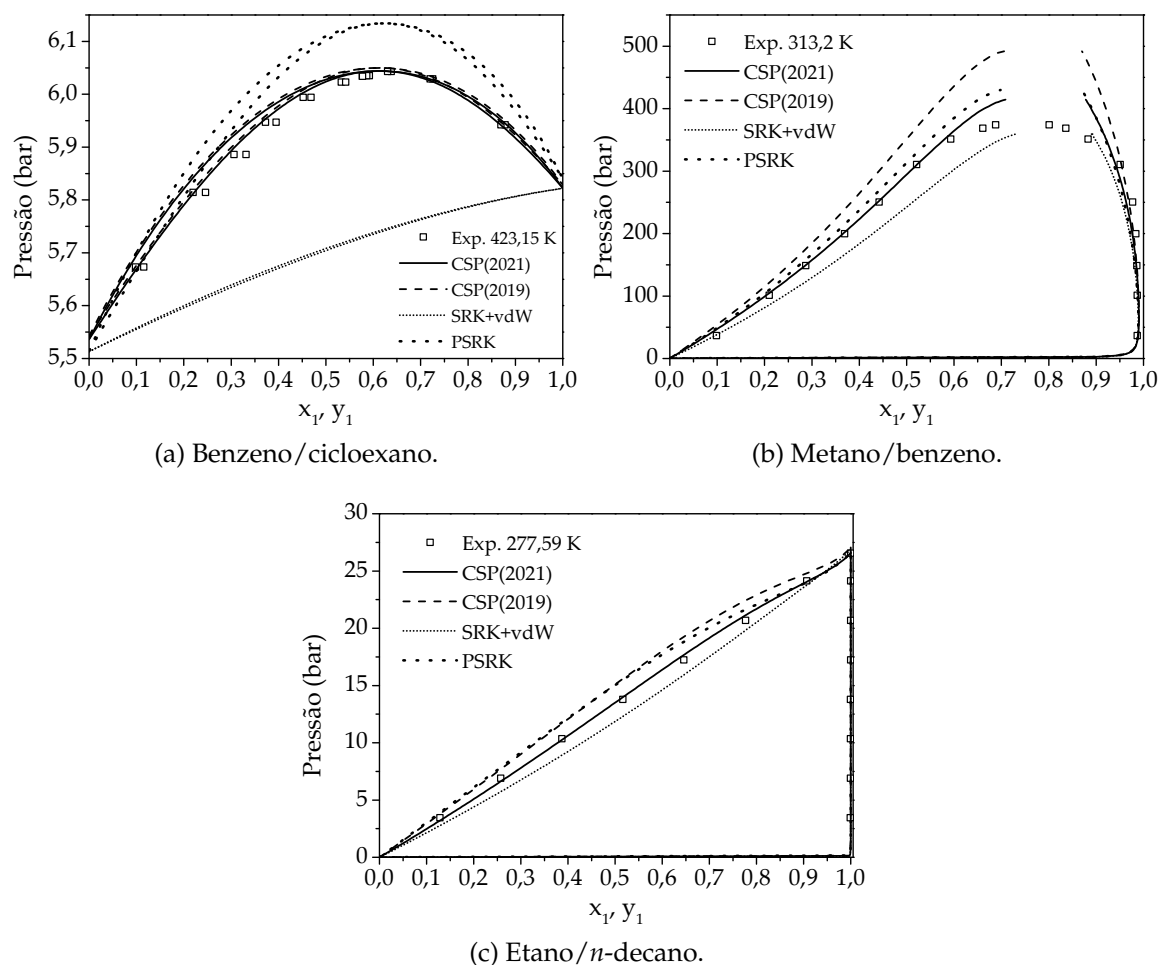 6,1
6,0
5,9
5,8
5,7
5,6
5,5
Pressão (bar)
Exp. 423,15 K
CSP(2021)
CSP(2019)
SRK+vdW
PSRK
0,0 0,1 0,2 0,3 0,4 0,5 0,6 0,7 0,8 0,9 1,0
x1, y1
(a) Benzeno/cicloexano.
500
400
300
200
100
0
Pressão (bar)
Exp. 313,2 K
CSP(2021)
CSP(2019)
SRK+vdW
PSRK
0,0 0,1 0,2 0,3 0,4 0,5 0,6 0,7 0,8 0,9 1,0
x1, y1
(b) Metano/benzeno.
30
25
20
15
10
5
0
Pressão (bar)
Exp. 277,59 K
CSP(2021)
CSP(2019)
SRK+vdW
PSRK
0,0 0,1 0,2 0,3 0,4 0,5 0,6 0,7 0,8 0,9 1,0
x1, y1
(c) Etano/n-decano.